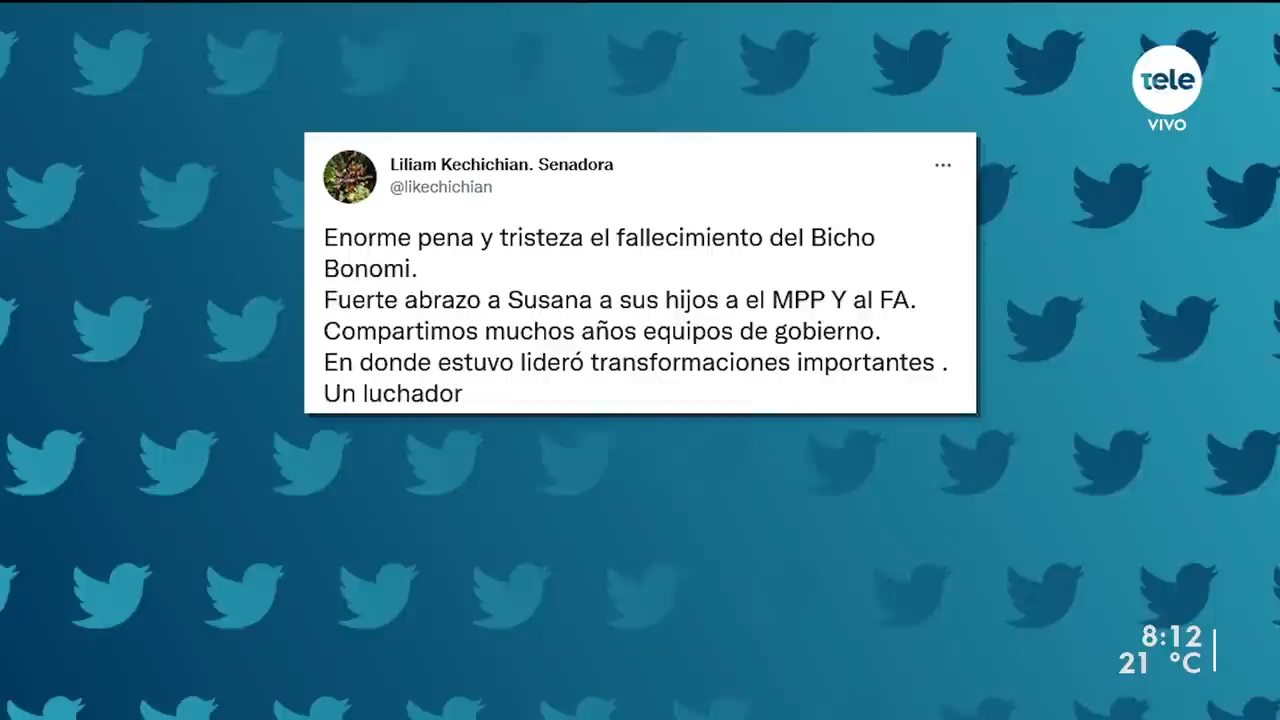 tele
VIVO
Liliam Kechichian. Senadora
@likechichian
Enorme pena y tristeza el fallecimiento del Bicho
Bonomi.
Fuerte abrazo a Susana a sus hijos a el MPP Y al FA.
Compartimos muchos años equipos de gobierno.
En donde estuvo lideró transformaciones importantes .
Un luchador
8:12
21 °C